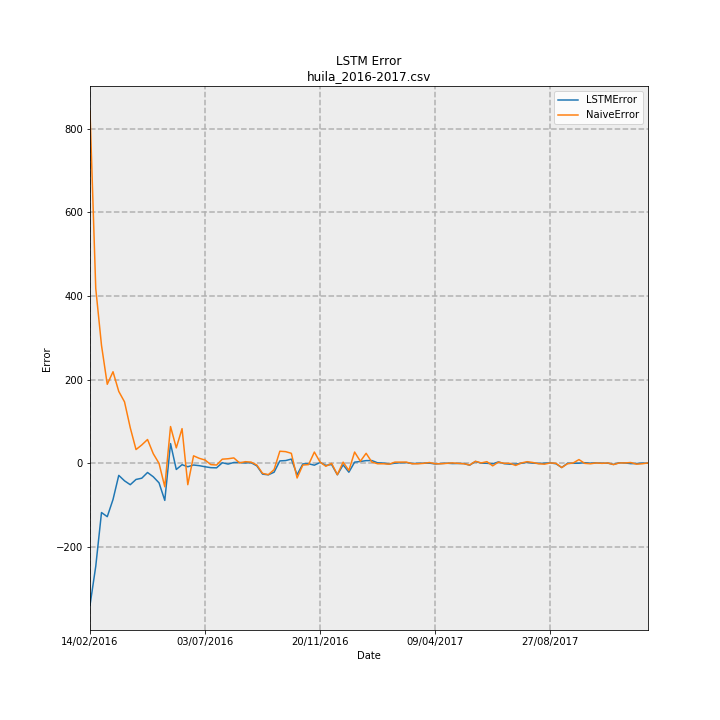 LSTM Error
huila_2016-2017.csv
LSTMError
NaiveError
800
600
400
200
0
−200
Error
14/02/2016
03/07/2016
20/11/2016
09/04/2017
27/08/2017
Date